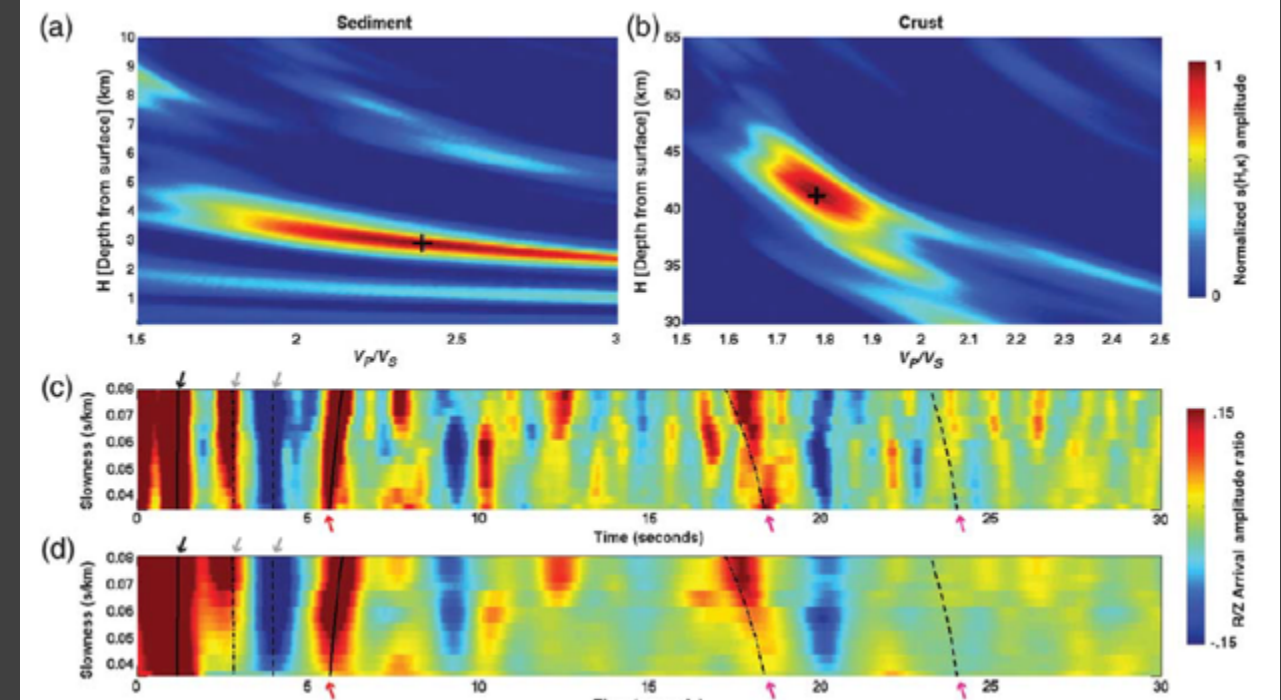 (a)
Sediment
H [Depth from surface] (km)
10
9
8
7
6
5
4
3
2
1
1.5 2 2.5 3
VP/VS
(b)
Crust
H [Depth from surface] (km)
55
50
45
40
35
30
1.5 1.6 1.7 1.8 1.9 2 2.1 2.2 2.3 2.4 2.5
VP/VS
1
0
Normalized s(H,κ) amplitude
(c)
Slowness (s/km)
0.08
0.07
0.06
0.05
0.04
0 5 10 15 20 25 30
Time (seconds)
(d)
Slowness (s/km)
0.08
0.06
0.05
0.04
0 5 10 15 20 25 30
.15
-.15
R/Z Arrival amplitude ratio